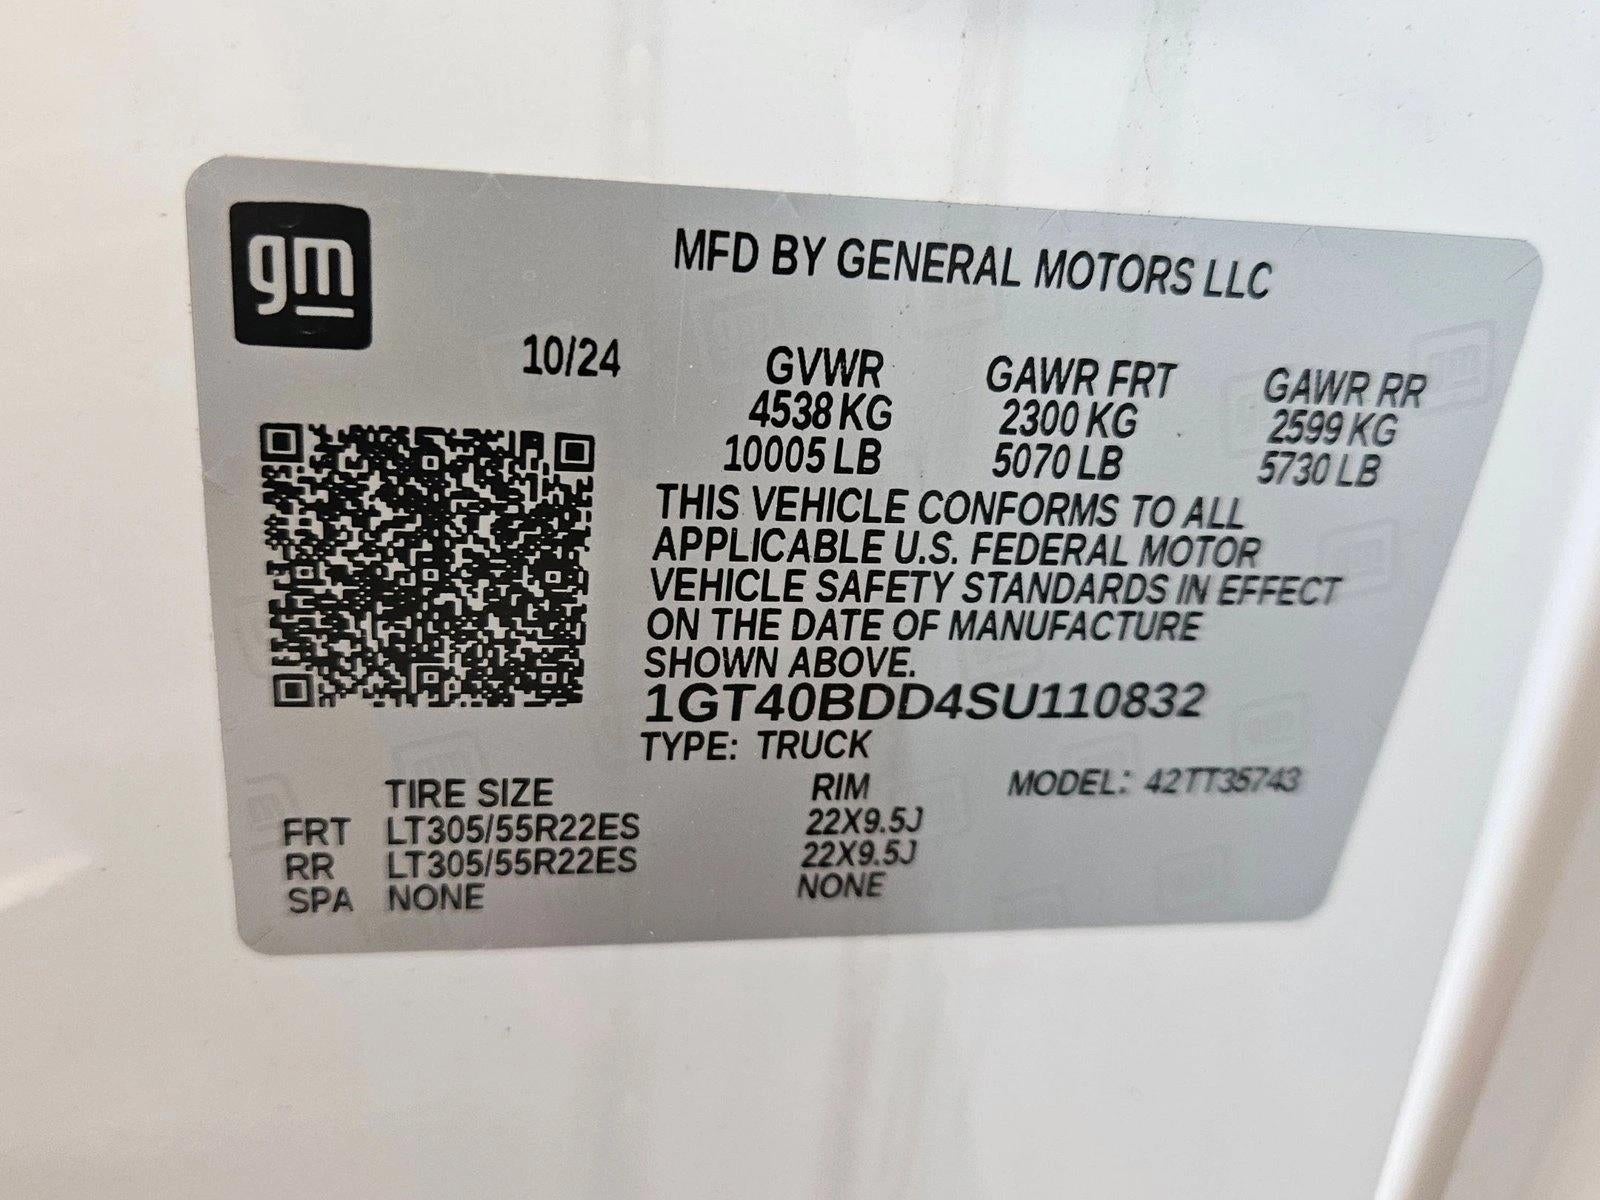 gm
MFD BY GENERAL MOTORS LLC
10/24 GVWR GAWR FRT GAWR RR
4538 KG 2300 KG 2599 KG
10005 LB 5070 LB 5730 LB
THIS VEHICLE CONFORMS TO ALL
APPLICABLE U.S. FEDERAL MOTOR
VEHICLE SAFETY STANDARDS IN EFFECT
ON THE DATE OF MANUFACTURE
SHOWN ABOVE.
1GT40BDD4SU110832
TYPE: TRUCK
TIRE SIZE RIM MODEL: 42TT35743
FRT LT305/55R22ES 22X9.5J
RR LT305/55R22ES 22X9.5J
SPA NONE NONE